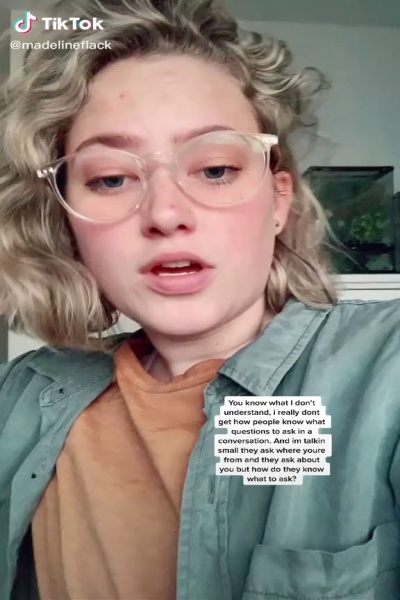 TikTok
@madelineflack
You know what I don't
understand, i really dont
get how people know what
questions to ask in a
conversation. And im talkin
small they ask where youre
from and they ask about
you but how do they know
what to ask?